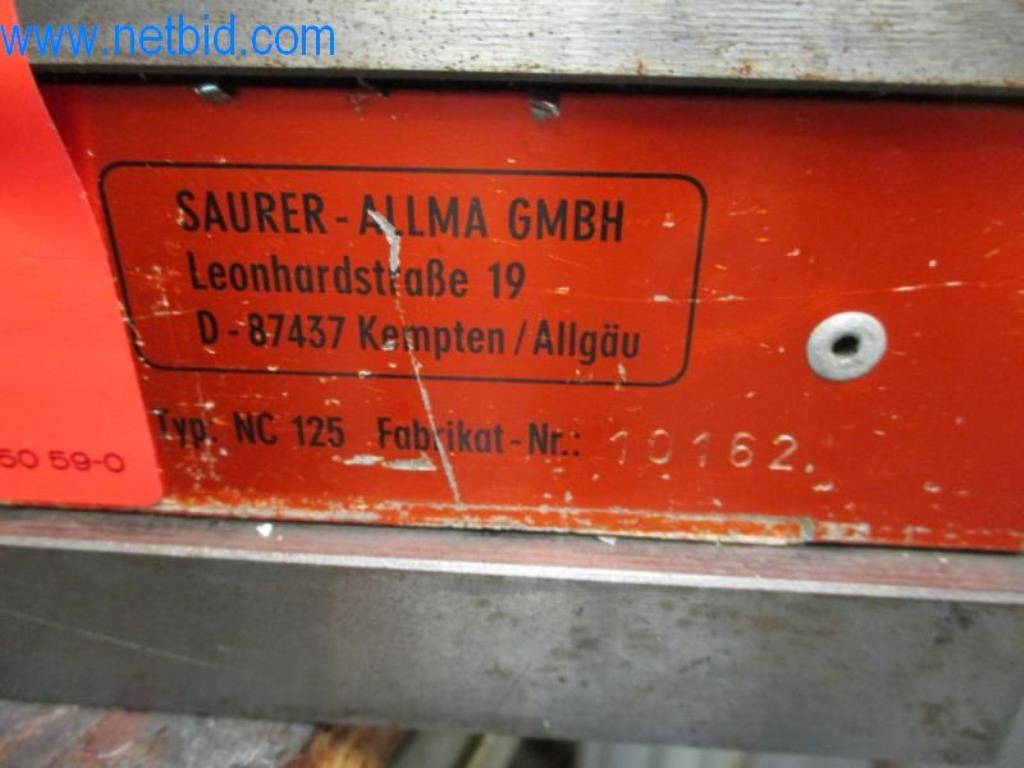 www.netbid.com
SAURER-ALLMA GMBH
Leonhardstraße 19
D-87437 Kempten/Allgäu
Typ. NC 125 Fabrikat-Nr.: 10162.
50 59-0